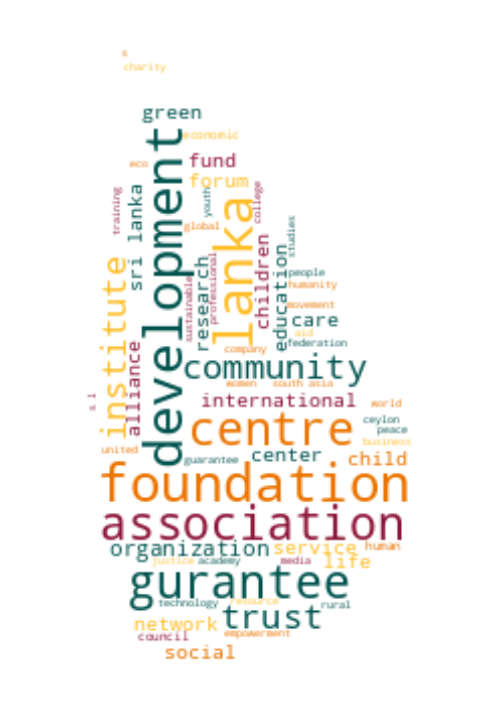 s
charity
green
economic
development
eco
fund
forum
training
sri lanka
youth
college
lanka
global
studies
children
education
research
professional
sustainable
institute
people
humanity
movement
care
aid
federation
alliance
company
community
women
south asia
s l
international
world
centre
ceylon
peace
business
united
guarantee
center
child
foundation
association
organization
service
human
justice
academy
media
life
gurantee
technology
resource
rural
trust
network
council
empowerment
social